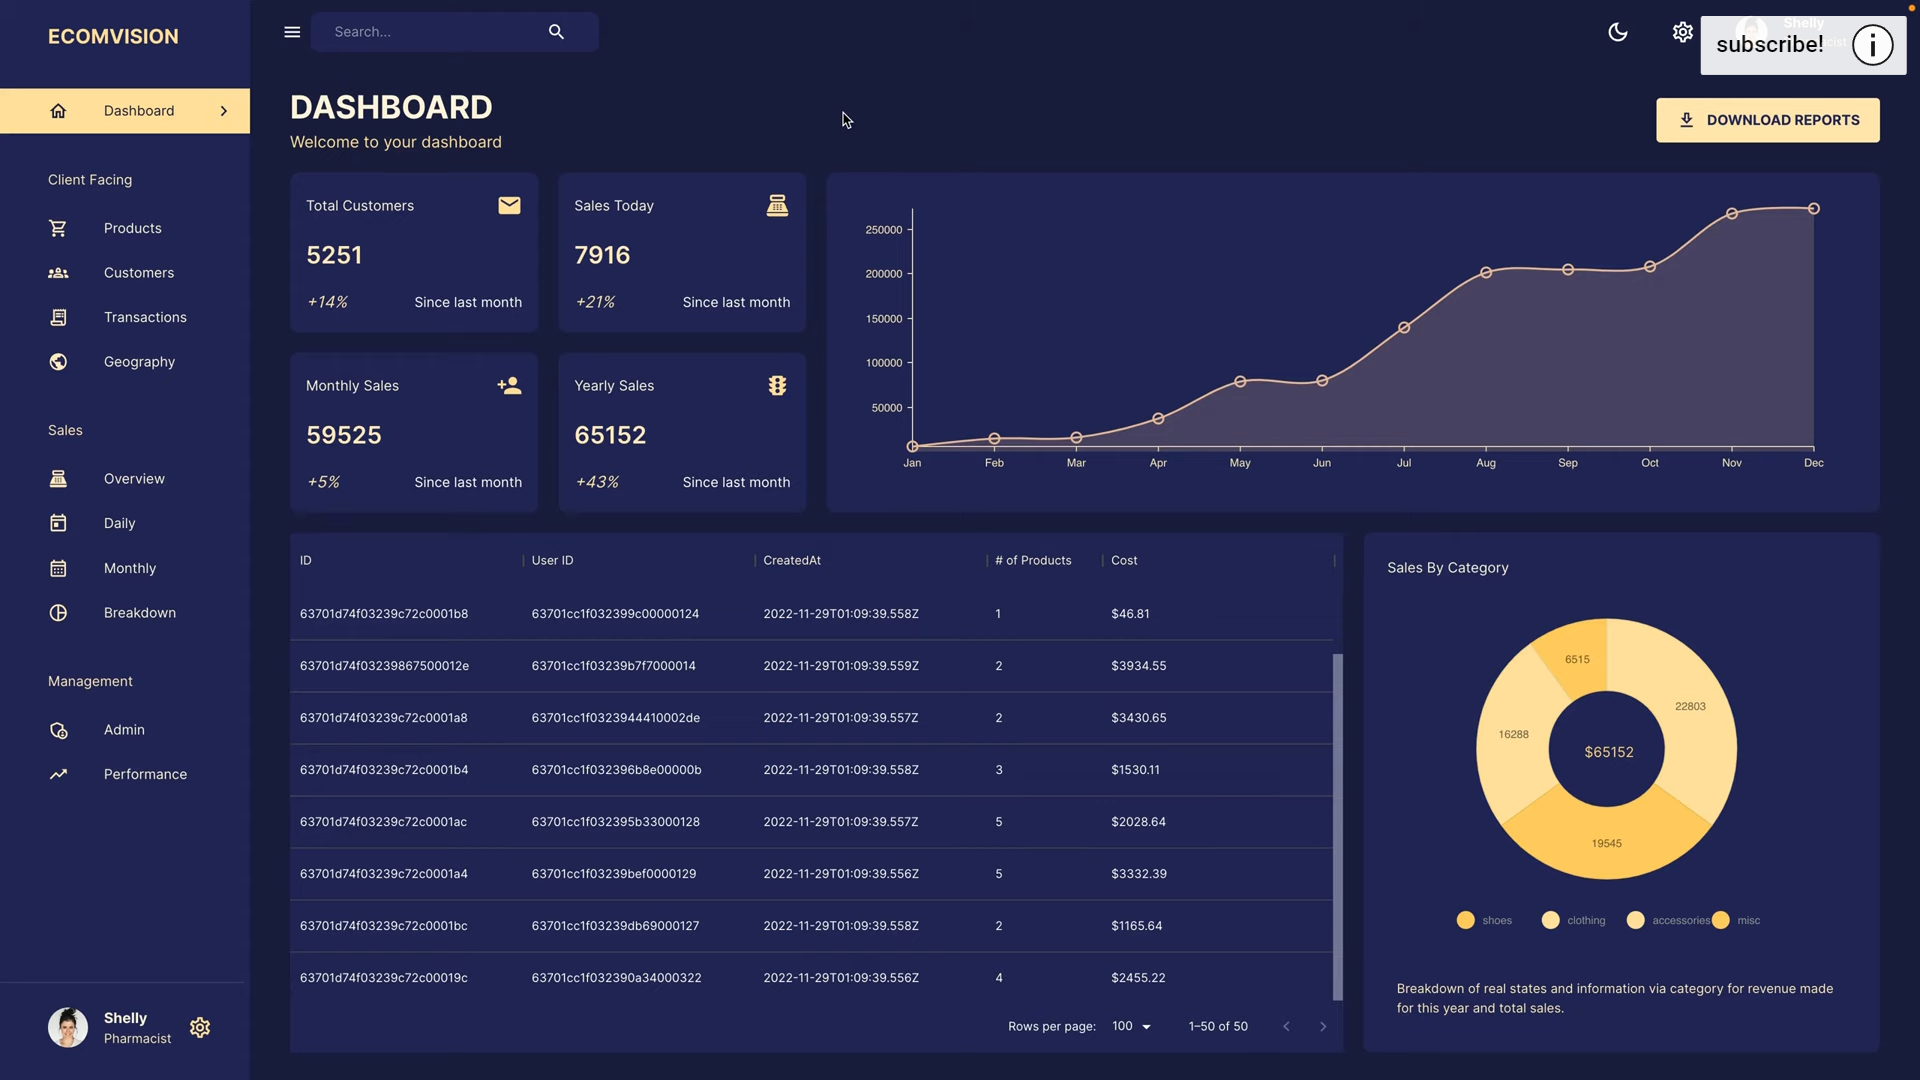 ECOMVISION
Search...
Shelly
subscribe!
Dashboard
DASHBOARD
Welcome to your dashboard
DOWNLOAD REPORTS
Client Facing
Products
Customers
Transactions
Geography
Sales
Overview
Daily
Monthly
Breakdown
Management
Admin
Performance
Shelly
Pharmacist
Total Customers
5251
+14% Since last month
Sales Today
7916
+21% Since last month
Monthly Sales
59525
+5% Since last month
Yearly Sales
65152
+43% Since last month
250000
200000
150000
100000
50000
Jan Feb Mar Apr May Jun Jul Aug Sep Oct Nov Dec
ID User ID CreatedAt # of Products Cost
63701d74f03239c72c0001b8 63701cc1f032399c00000124 2022-11-29T01:09:39.558Z 1 $46.81
63701d74f03239867500012e 63701cc1f03239b7f7000014 2022-11-29T01:09:39.559Z 2 $3934.55
63701d74f03239c72c0001a8 63701cc1f0323944410002de 2022-11-29T01:09:39.557Z 2 $3430.65
63701d74f03239c72c0001b4 63701cc1f032396b8e00000b 2022-11-29T01:09:39.558Z 3 $1530.11
63701d74f03239c72c0001ac 63701cc1f032395b33000128 2022-11-29T01:09:39.557Z 5 $2028.64
63701d74f03239c72c0001a4 63701cc1f03239bef0000129 2022-11-29T01:09:39.556Z 5 $3332.39
63701d74f03239c72c0001bc 63701cc1f03239db69000127 2022-11-29T01:09:39.558Z 2 $1165.64
63701d74f03239c72c00019c 63701cc1f032390a34000322 2022-11-29T01:09:39.556Z 4 $2455.22
Rows per page: 100 1–50 of 50
Sales By Category
6515
22803
16288
$65152
19545
shoes clothing accessories misc
Breakdown of real states and information via category for revenue made
for this year and total sales.